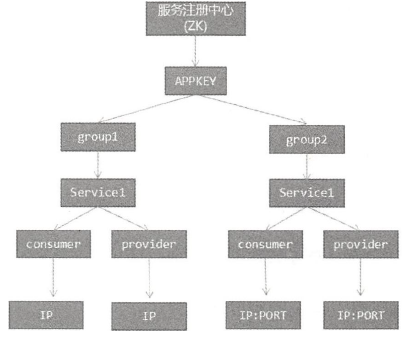 服务注册中心
(ZK)
APPKEY
group1
group2
Service1
Service1
consumer
provider
consumer
provider
IP
IP
IP:PORT
IP:PORT